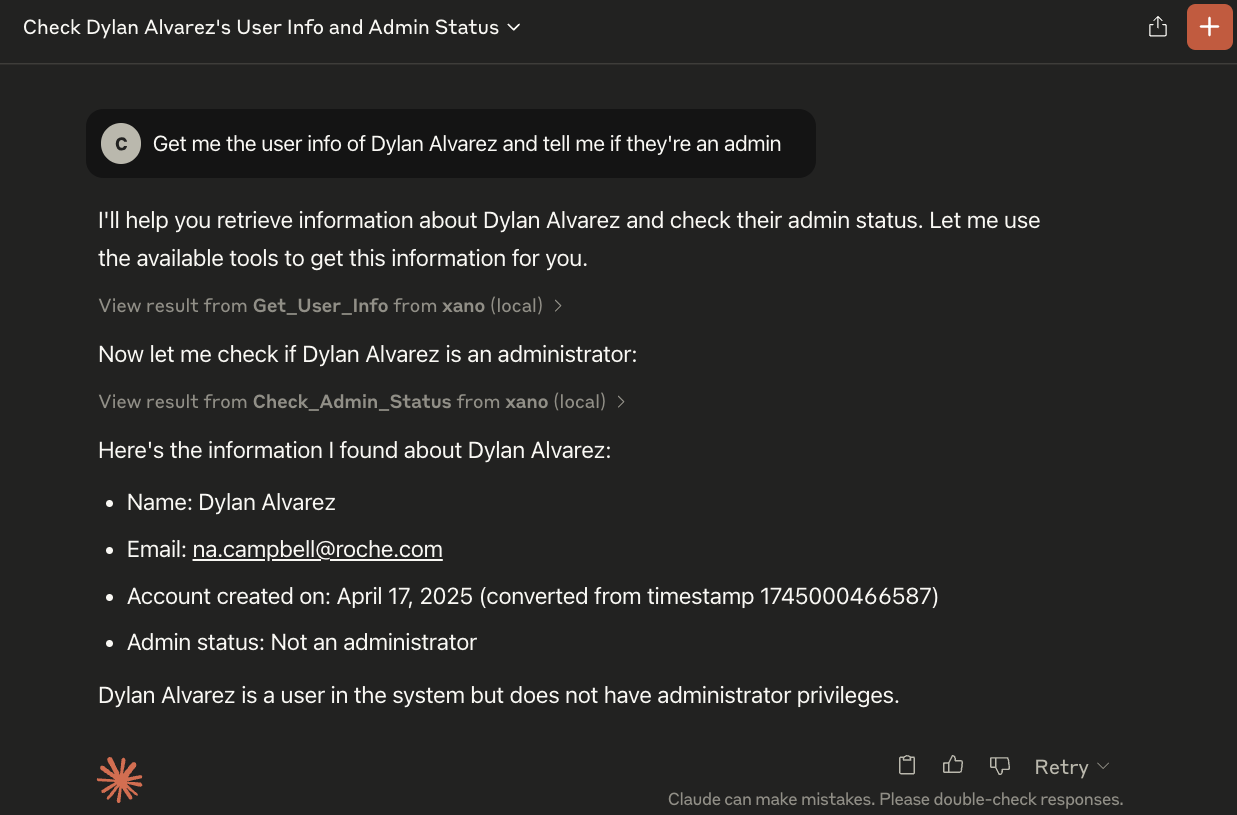 Check Dylan Alvarez's User Info and Admin Status
C
Get me the user info of Dylan Alvarez and tell me if they're an admin
I'll help you retrieve information about Dylan Alvarez and check their admin status. Let me use
the available tools to get this information for you.
View result from Get_User_Info from xano (local)
Now let me check if Dylan Alvarez is an administrator:
View result from Check_Admin_Status from xano (local)
Here's the information I found about Dylan Alvarez:
• Name: Dylan Alvarez
• Email: na.campbell@roche.com
• Account created on: April 17, 2025 (converted from timestamp 1745000466587)
• Admin status: Not an administrator
Dylan Alvarez is a user in the system but does not have administrator privileges.
Retry
Claude can make mistakes. Please double-check responses.